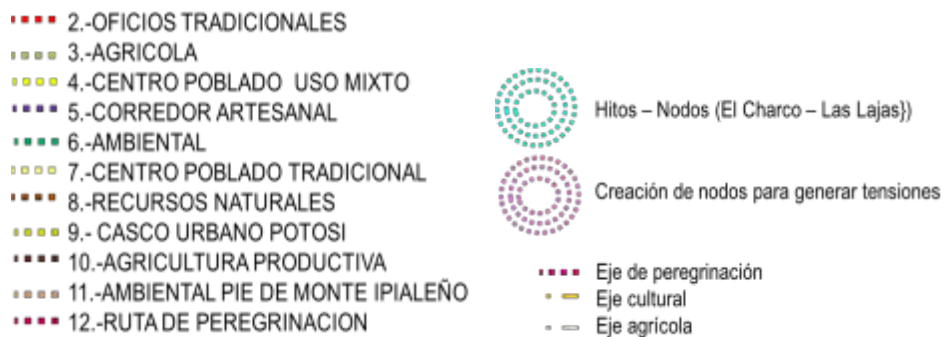 2.-OFICIOS TRADICIONALES
3.-AGRICOLA
4.-CENTRO POBLADO USO MIXTO
5.-CORREDOR ARTESANAL
6.-AMBIENTAL
7.-CENTRO POBLADO TRADICIONAL
8.-RECURSOS NATURALES
9.- CASCO URBANO POTOSI
10.-AGRICULTURA PRODUCTIVA
11.-AMBIENTAL PIE DE MONTE IPIALEÑO
12.-RUTA DE PEREGRINACION
Hitos – Nodos (El Charco – Las Lajas})
Creación de nodos para generar tensiones
Eje de peregrinación
Eje cultural
Eje agrícola